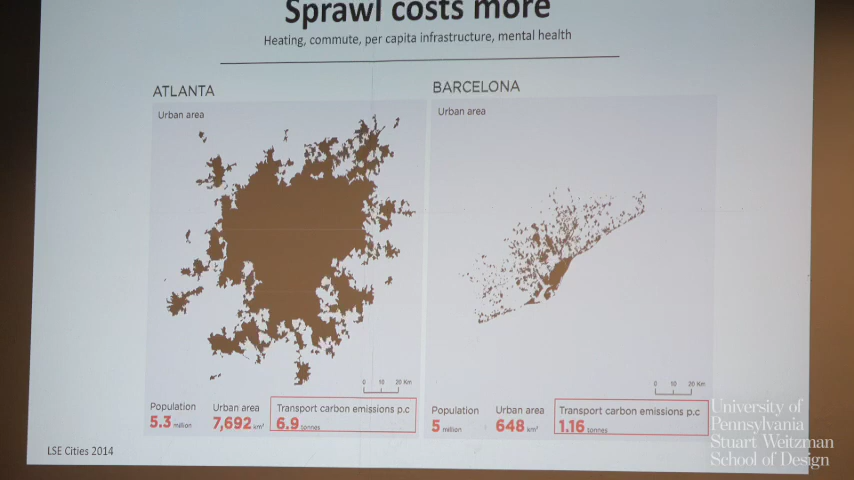 Sprawl costs more
Heating, commute, per capita infrastructure, mental health
ATLANTA
Urban area
0 10 20 Km
Population
5.3 million
Urban area
7,692 km²
Transport carbon emissions p.c
6.9 tonnes
BARCELONA
Urban area
0 10 20 Km
Population
5 million
Urban area
648 km²
Transport carbon emissions p.c
1.16 tonnes
LSE Cities 2014
University of
Pennsylvania
Stuart Weitzman
School of Design